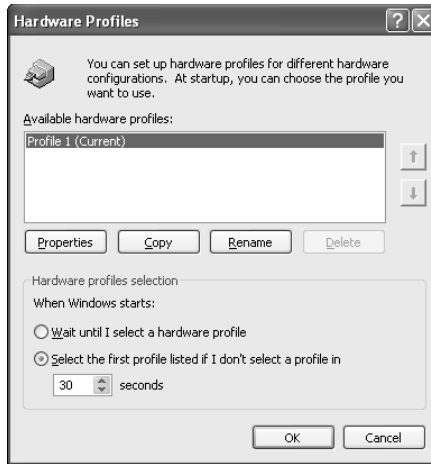 Hardware Profiles
You can set up hardware profiles for different hardware
configurations. At startup, you can choose the profile you
want to use.
Available hardware profiles:
Profile 1 (Current)
Properties Copy Rename Delete
Hardware profiles selection
When Windows starts:
Wait until I select a hardware profile
Select the first profile listed if I don't select a profile in
30 seconds
OK Cancel